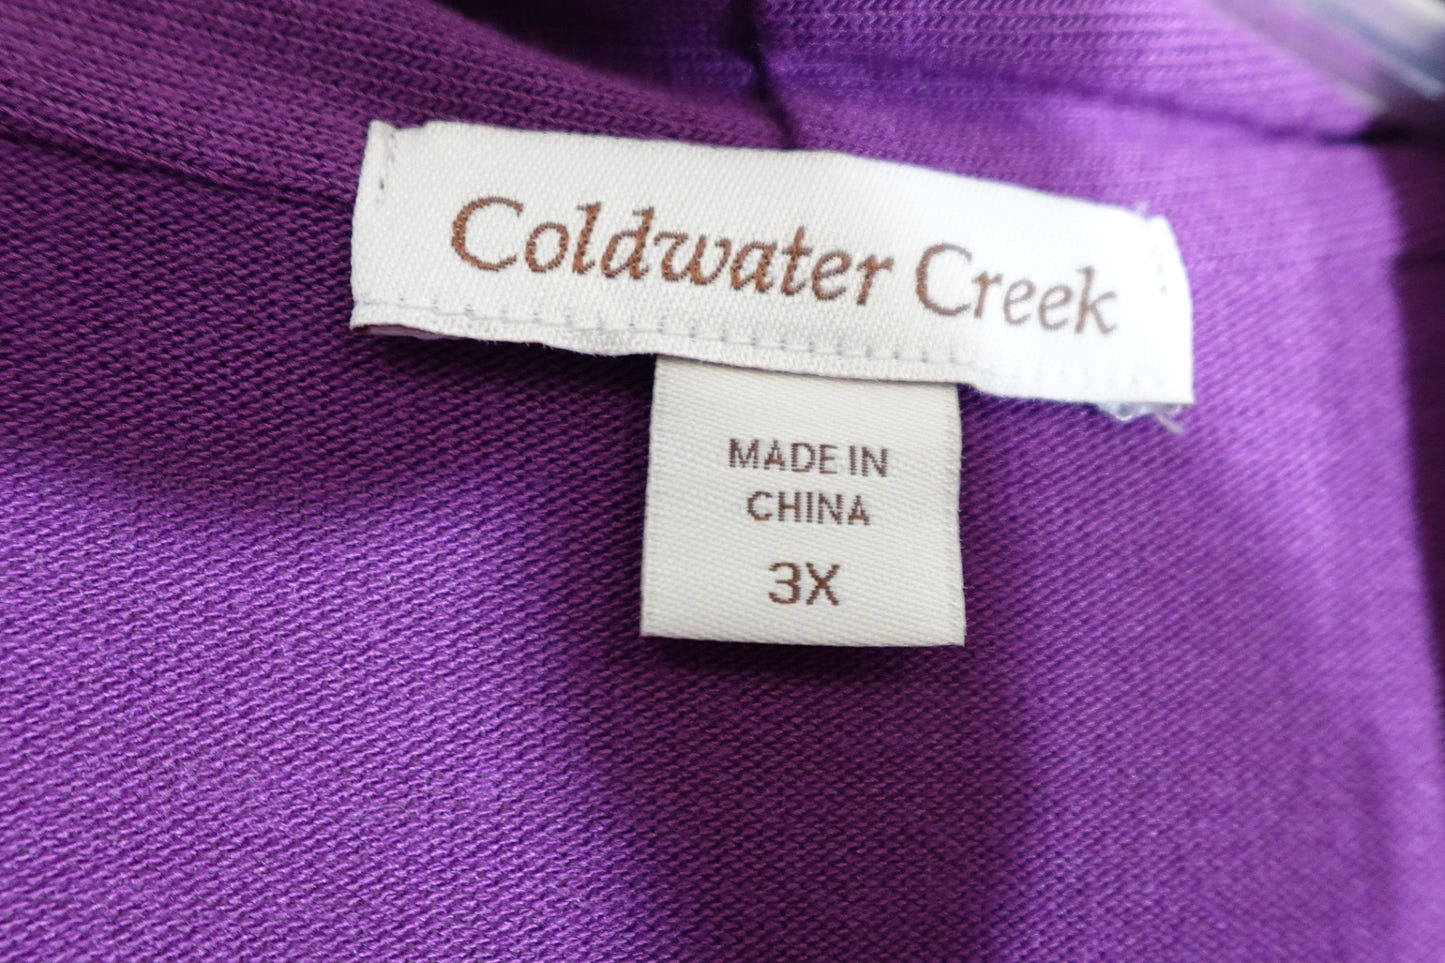 Coldwater Creek
MADE IN
CHINA
3X